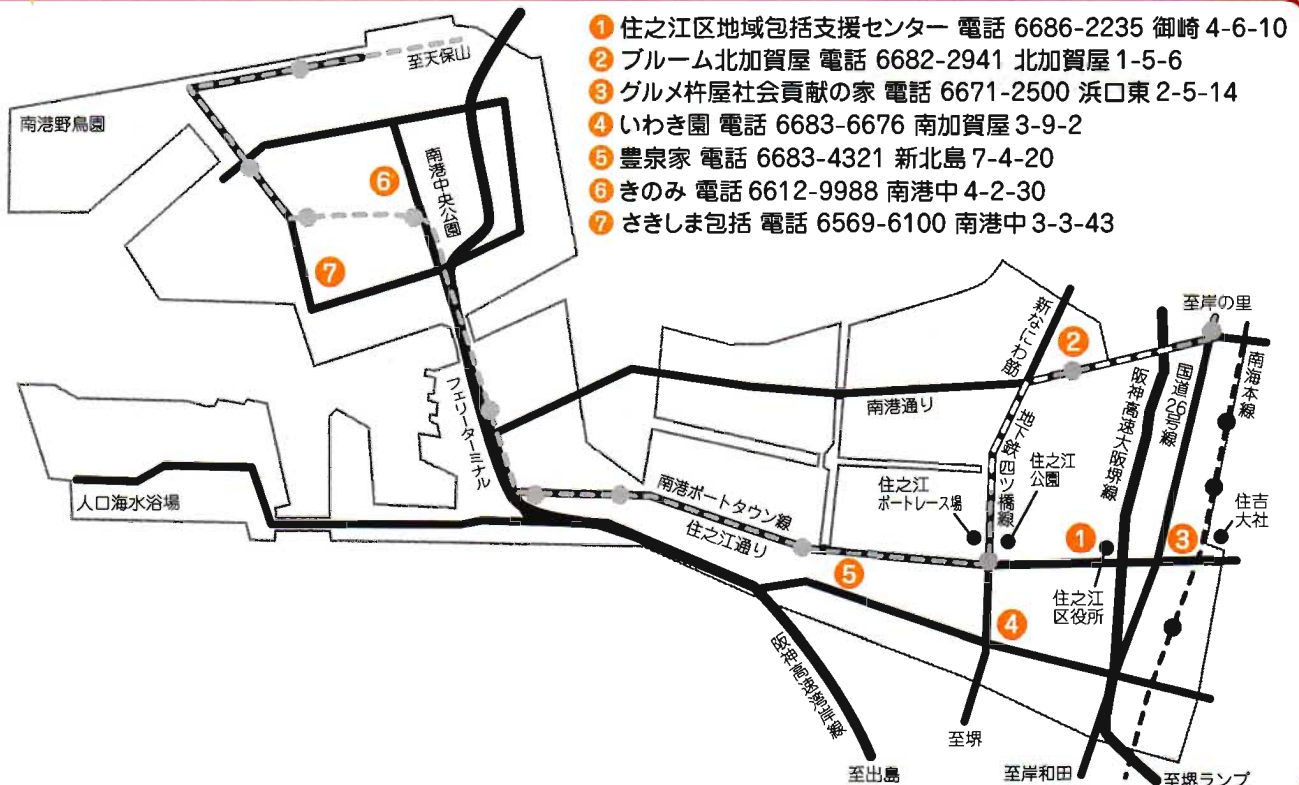 1 住之江区地域包括支援センター 電話 6686-2235 御崎 4-6-10
2 ブルーム北加賀屋 電話 6682-2941 北加賀屋 1-5-6
3 グルメ杵屋社会貢献の家 電話 6671-2500 浜口東 2-5-14
4 いわき園 電話 6683-6676 南加賀屋 3-9-2
5 豊泉家 電話 6683-4321 新北島 7-4-20
6 きのみ 電話 6612-9988 南港中 4-2-30
7 さきしま包括 電話 6569-6100 南港中 3-3-43
至天保山
南港野鳥園
南港中央公園
6
7
フェリーターミナル
人口海水浴場
南港ポートタウン線
住之江通り
南港通り
新なにわ筋
2
至岸の里
南海本線
国道26号線
阪神高速大阪堺線
地下鉄四ツ橋線
住之江
公園
住之江
ボートレース場
住吉
大社
1
3
5
住之江
区役所
4
阪神高速湾岸線
至堺
至出島
至岸和田
至堺ランプ